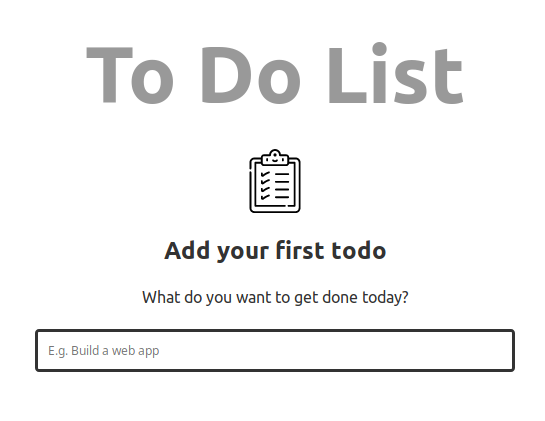 To Do List
Add your first todo
What do you want to get done today?
E.g. Build a web app